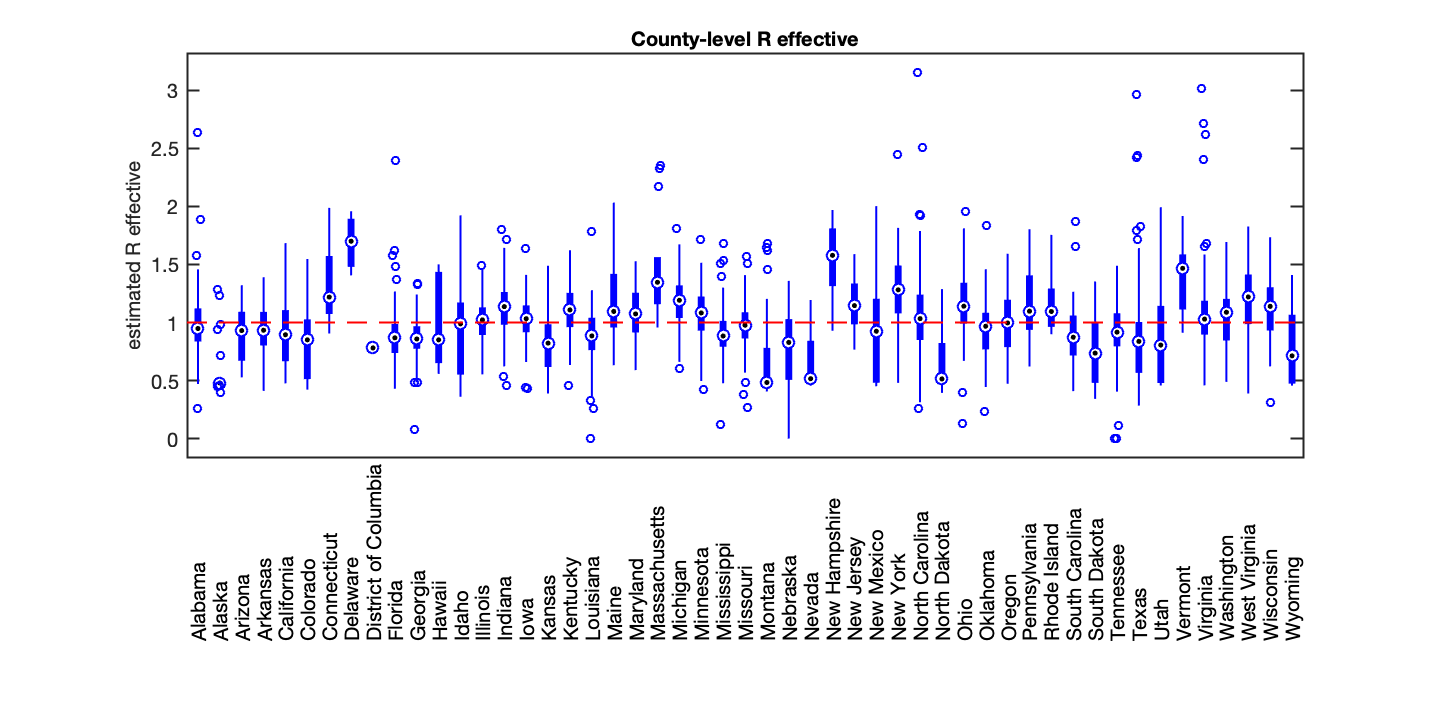 County-level R effective
estimated R effective
3
2.5
2
1.5
1
0.5
0
Alabama
Alaska
Arizona
Arkansas
California
Colorado
Connecticut
Delaware
District of Columbia
Florida
Georgia
Hawaii
Idaho
Illinois
Indiana
Iowa
Kansas
Kentucky
Louisiana
Maine
Maryland
Massachusetts
Michigan
Minnesota
Mississippi
Missouri
Montana
Nebraska
Nevada
New Hampshire
New Jersey
New Mexico
New York
North Carolina
North Dakota
Ohio
Oklahoma
Oregon
Pennsylvania
Rhode Island
South Carolina
South Dakota
Tennessee
Texas
Utah
Vermont
Virginia
Washington
West Virginia
Wisconsin
Wyoming